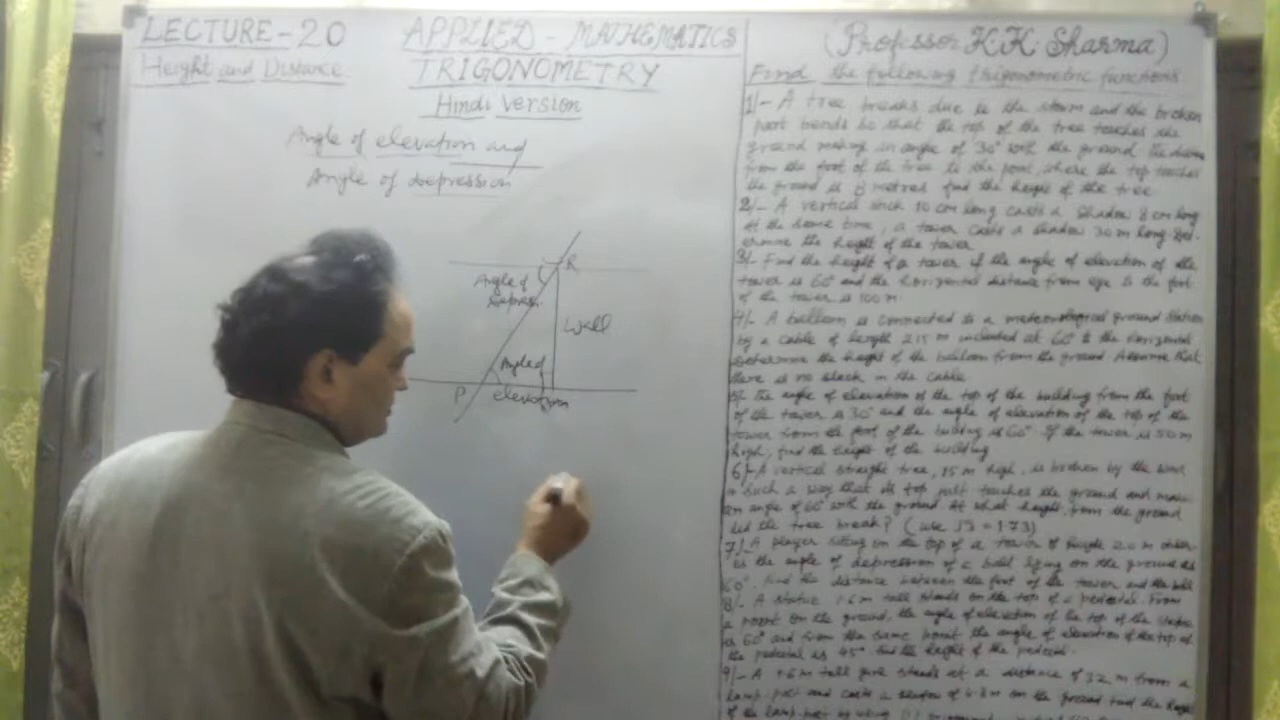 LECTURE-20
APPLIED - MATHEMATICS
Height and Distance
TRIGONOMETRY
Hindi Version
Angle of elevation and
Angle of Depression
R
Angle of
Depress.
Wall
Angle of
elevation
P
(Professor KK Sharma)
Find the following trigonometric functions
1/- A tree breaks due to the storm and the broken
part bends so that the top of the tree touches the
ground making an angle of 30° with the ground. The
from the foot of the tree to the point where the top touches
the ground is 8 metres find the height of the tree
2/- A vertical stick 10 cm long casts a shadow 8 cm long
At the same time, a tower casts a shadow 30 m long. Det-
ermine the height of the tower
3/- Find the height of a tower if the angle of elevation of the
tower is 60° and the horizontal distance from eye to the foot
of the tower is 100 m
4/- A balloon is connected to a meteorological ground station
by a cable of length 215 m inclined at 60° to the horizontal
determine the height of the balloon from the ground Assume that
there is no slack in the cable
5/- The angle of elevation of the top of the building from the foot
of the tower is 30° and the angle of elevation of the top of the
tower from the foot of the building is 60°. If the tower is 50 m
high, find the height of the building
6/- A vertical straight tree, 15 m high, is broken by the wind
in such a way that its top just touches the ground and make
an angle of 60° with the ground. At what height from the ground
did the tree break? (use √3 = 1.73)
7/- A player sitting on the top of a tower of height 20 m
the angle of depression of a ball lying on the ground as
60°. Find the distance between the foot of the tower and the ball
8/- A statue 1.6 m tall stands on the top of a pedestal. From
a point on the ground, the angle of elevation of the top of the statue
is 60° and from the same point the angle of elevation of the top of
the pedestal is 45° find the height of the pedestal.
9/- A 1.6 m tall girl stands at a distance of 3.2 m from a
lamp-post and casts a shadow of 4.8 m on the ground find the height
of the lamp-post by using